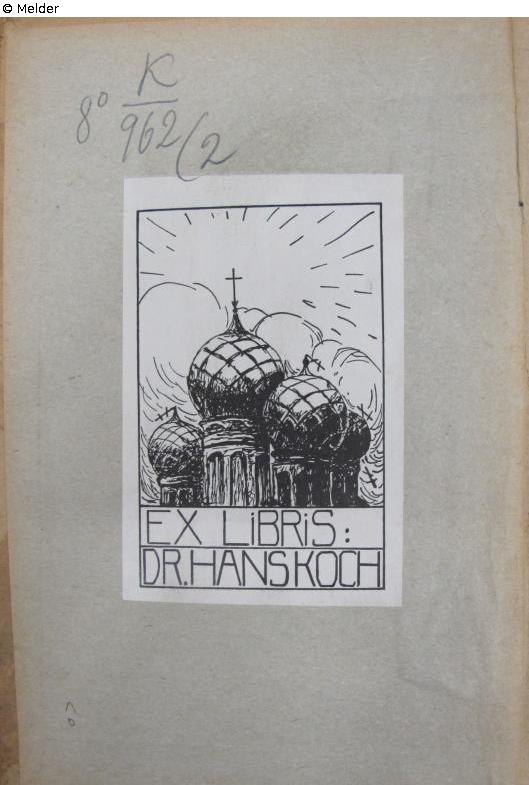 © Melder
8° K
962(2
EX LiBRiS:
DR. HANS KOCH